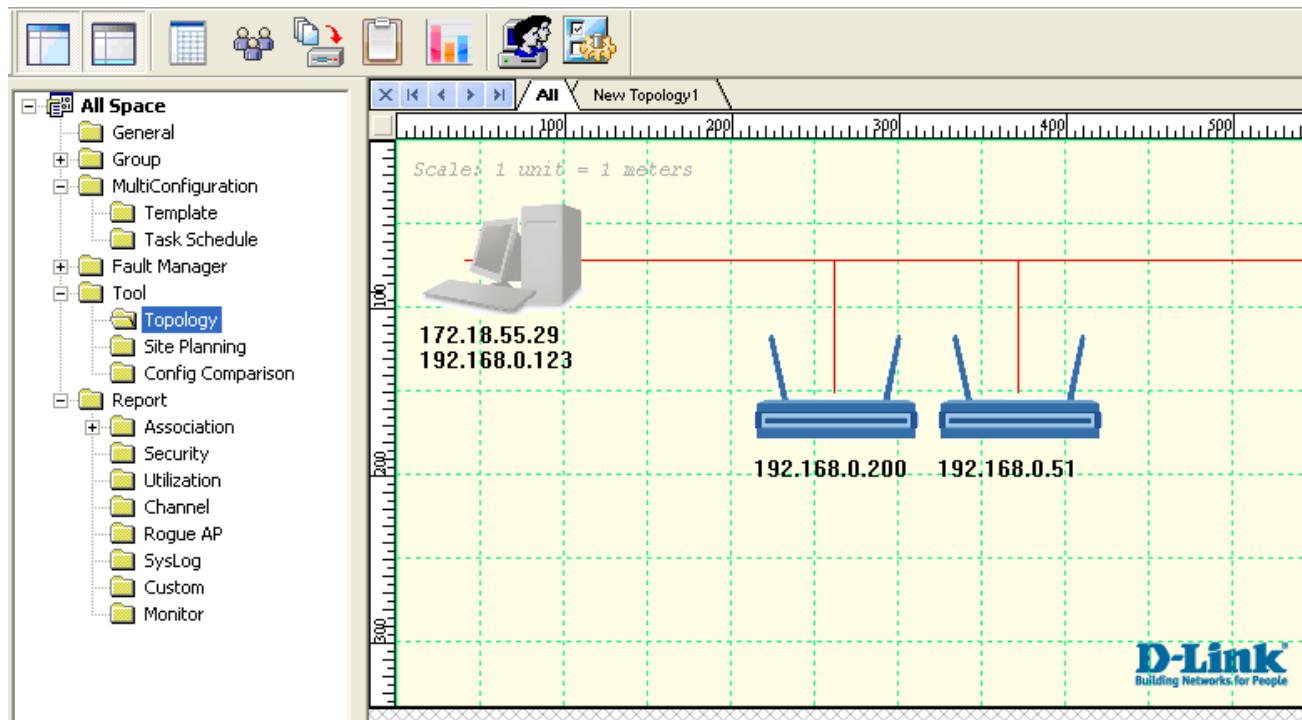 All Space
General
Group
MultiConfiguration
Template
Task Schedule
Fault Manager
Tool
Topology
Site Planning
Config Comparison
Report
Association
Security
Utilization
Channel
Rogue AP
SysLog
Custom
Monitor
All New Topology1
100 200 300 400 500
Scale: 1 unit = 1 meters
100
172.18.55.29
192.168.0.123
200
192.168.0.200 192.168.0.51
300
D-Link
Building Networks for People